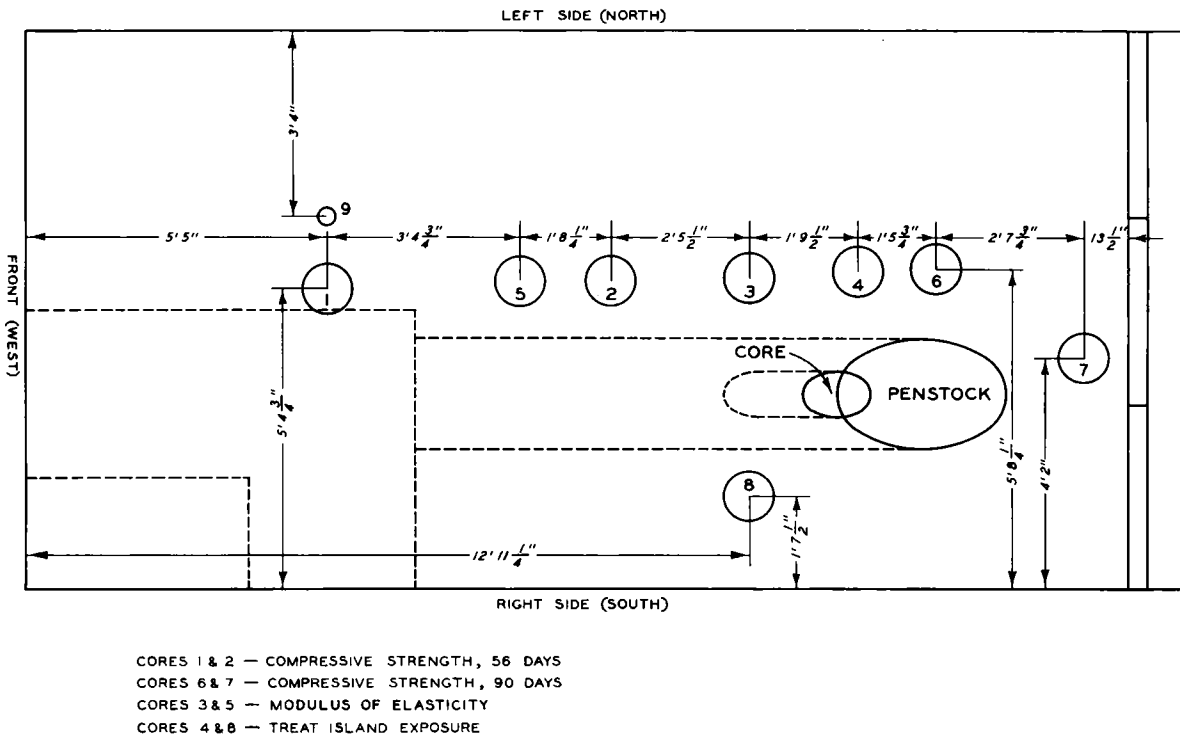 LEFT SIDE (NORTH)
3'4"
9
5'5"
3'4 3/4"
1'8 1/4"
2'5 1/2"
1'9 1/2"
1'5 3/4"
2'7 3/4"
13 1/2"
5
2
3
4
6
FRONT (WEST)
CORE
PENSTOCK
7
5'4 3/4"
5'8 1/4"
4'2"
8
1'7 1/2"
12'11 1/4"
RIGHT SIDE (SOUTH)
CORES 1 & 2 — COMPRESSIVE STRENGTH, 56 DAYS
CORES 6 & 7 — COMPRESSIVE STRENGTH, 90 DAYS
CORES 3 & 5 — MODULUS OF ELASTICITY
CORES 4 & 8 — TREAT ISLAND EXPOSURE